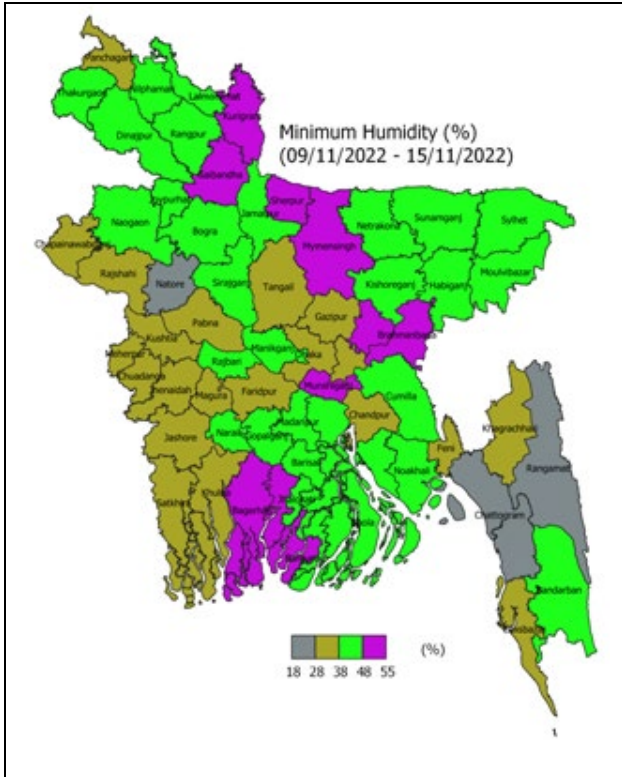 Panchagarh
Thakurgaon
Nilphamari
Lalmonirhat
Kurigram
Dinajpur
Rangpur
Minimum Humidity (%)
(09/11/2022 - 15/11/2022)
Gaibandha
Joypurhat
Sherpur
Naogaon
Jamalpur
Bogra
Mymensingh
Netrakona
Sunamganj
Sylhet
Chapainawabganj
Rajshahi
Natore
Sirajganj
Tangail
Kishoreganj
Habiganj
Moulvibazar
Pabna
Gazipur
Kushtia
Brahmanbaria
Meherpur
Rajbari
Manikganj
Dhaka
Chuadanga
Jhenaidah
Magura
Faridpur
Munshiganj
Cumilla
Chandpur
Khagrachhari
Jashore
Narail
Gopalganj
Madaripur
Feni
Noakhali
Rangamati
Barisal
Satkhira
Khulna
Bagerhat
Bhola
Chattogram
Bandarban
(%)
18 28 38 48 55